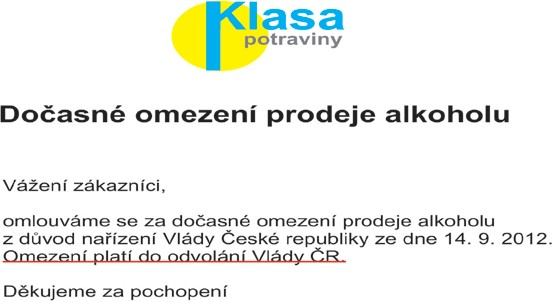 Klasa
potraviny
Dočasné omezení prodeje alkoholu
Vážení zákazníci,
omlouváme se za dočasné omezení prodeje alkoholu
z důvod nařízení Vlády České republiky ze dne 14. 9. 2012.
Omezení platí do odvolání Vlády ČR.
Děkujeme za pochopení